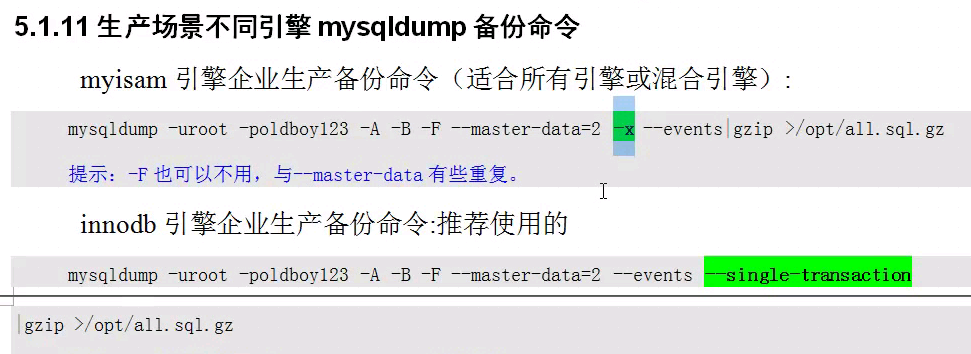 5.1.11 生产场景不同引擎 mysqldump 备份命令
myisam 引擎企业生产备份命令（适合所有引擎或混合引擎）:
mysqldump -uroot -poldboy123 -A -B -F --master-data=2 -x --events|gzip >/opt/all.sql.gz
提示：-F 也可以不用，与--master-data 有些重复。
innodb 引擎企业生产备份命令:推荐使用的
mysqldump -uroot -poldboy123 -A -B -F --master-data=2 --events --single-transaction
|gzip >/opt/all.sql.gz